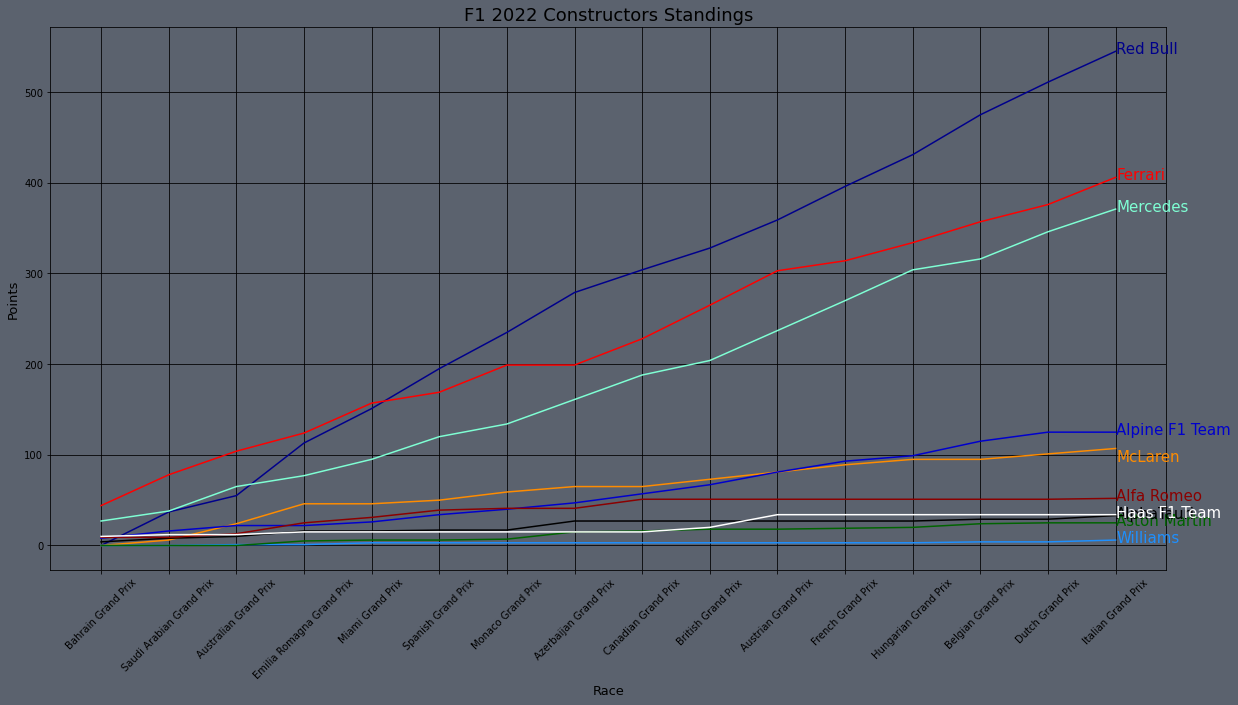 F1 2022 Constructors Standings
Points
500
400
300
200
100
0
Red Bull
Ferrari
Mercedes
Alpine F1 Team
McLaren
Alfa Romeo
Haas F1 Team
Aston Martin
Williams
Bahrain Grand Prix
Saudi Arabian Grand Prix
Australian Grand Prix
Emilia Romagna Grand Prix
Miami Grand Prix
Spanish Grand Prix
Monaco Grand Prix
Azerbaijan Grand Prix
Canadian Grand Prix
British Grand Prix
Austrian Grand Prix
French Grand Prix
Hungarian Grand Prix
Belgian Grand Prix
Dutch Grand Prix
Italian Grand Prix
Race